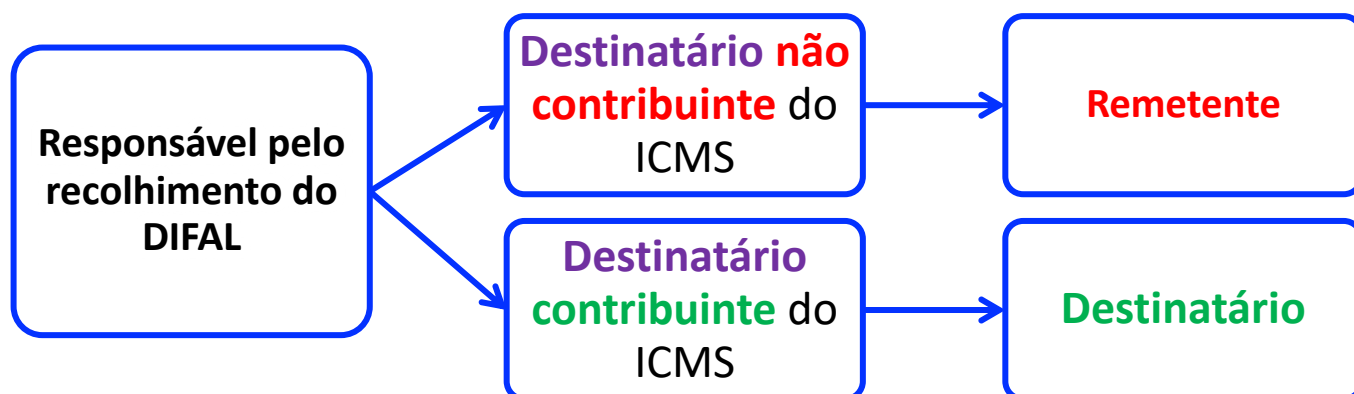 Responsável pelo
recolhimento do
DIFAL
Destinatário não
contribuinte do
ICMS
Remetente
Destinatário
contribuinte do
ICMS
Destinatário